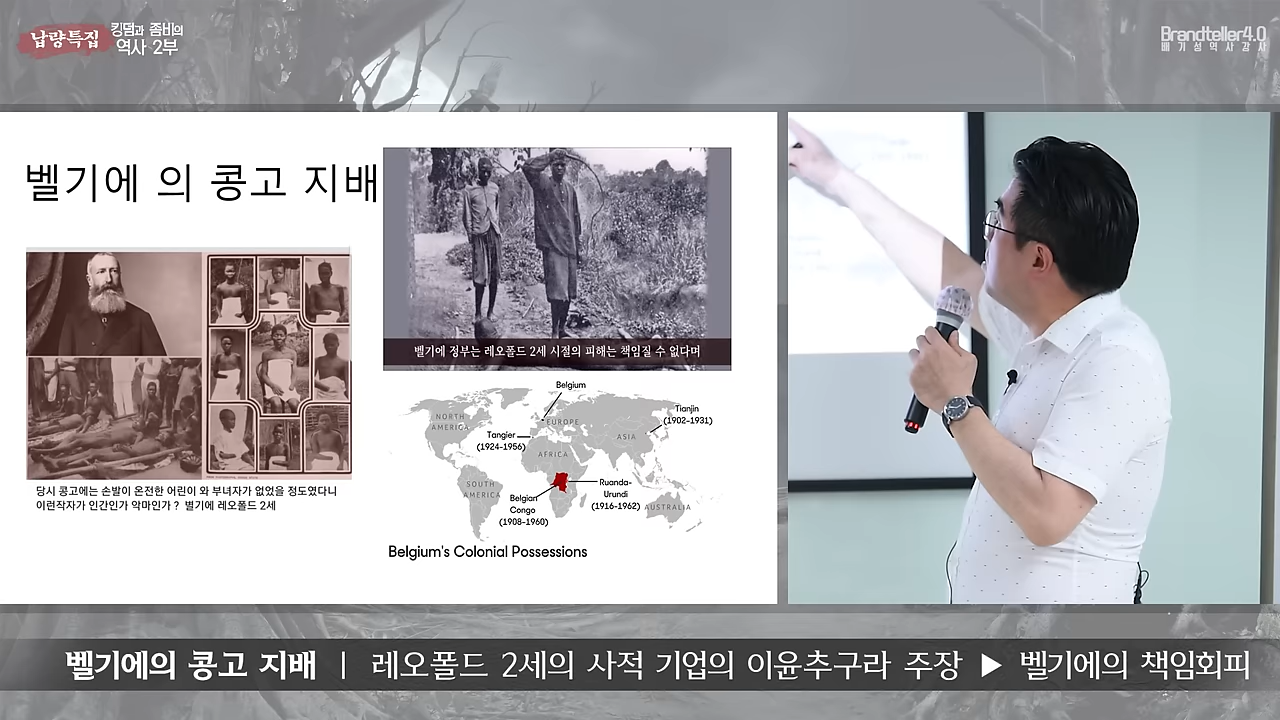 납량특집
킹덤과 좀비의
역사 2부
Brandteller4.0
배기성역사강사
벨기에 의 콩고 지배
벨기에 정부는 레오폴드 2세 시절의 피해는 책임질 수 없다며
당시 콩고에는 손발이 온전한 어린이 와 부녀자가 없었을 정도였다니
이런작자가 인간인가 악마인가 ? 벨기에 레오폴드 2세
Belgium
NORTH
AMERICA
EUROPE
Tianjin
(1902-1931)
Tangier
(1924-1956)
ASIA
AFRICA
SOUTH
AMERICA
Belgian
Congo
(1908-1960)
Ruanda-
Urundi
(1916-1962)
AUSTRALIA
Belgium's Colonial Possessions
벨기에의 콩고 지배 | 레오폴드 2세의 사적 기업의 이윤추구라 주장 ▶ 벨기에의 책임회피